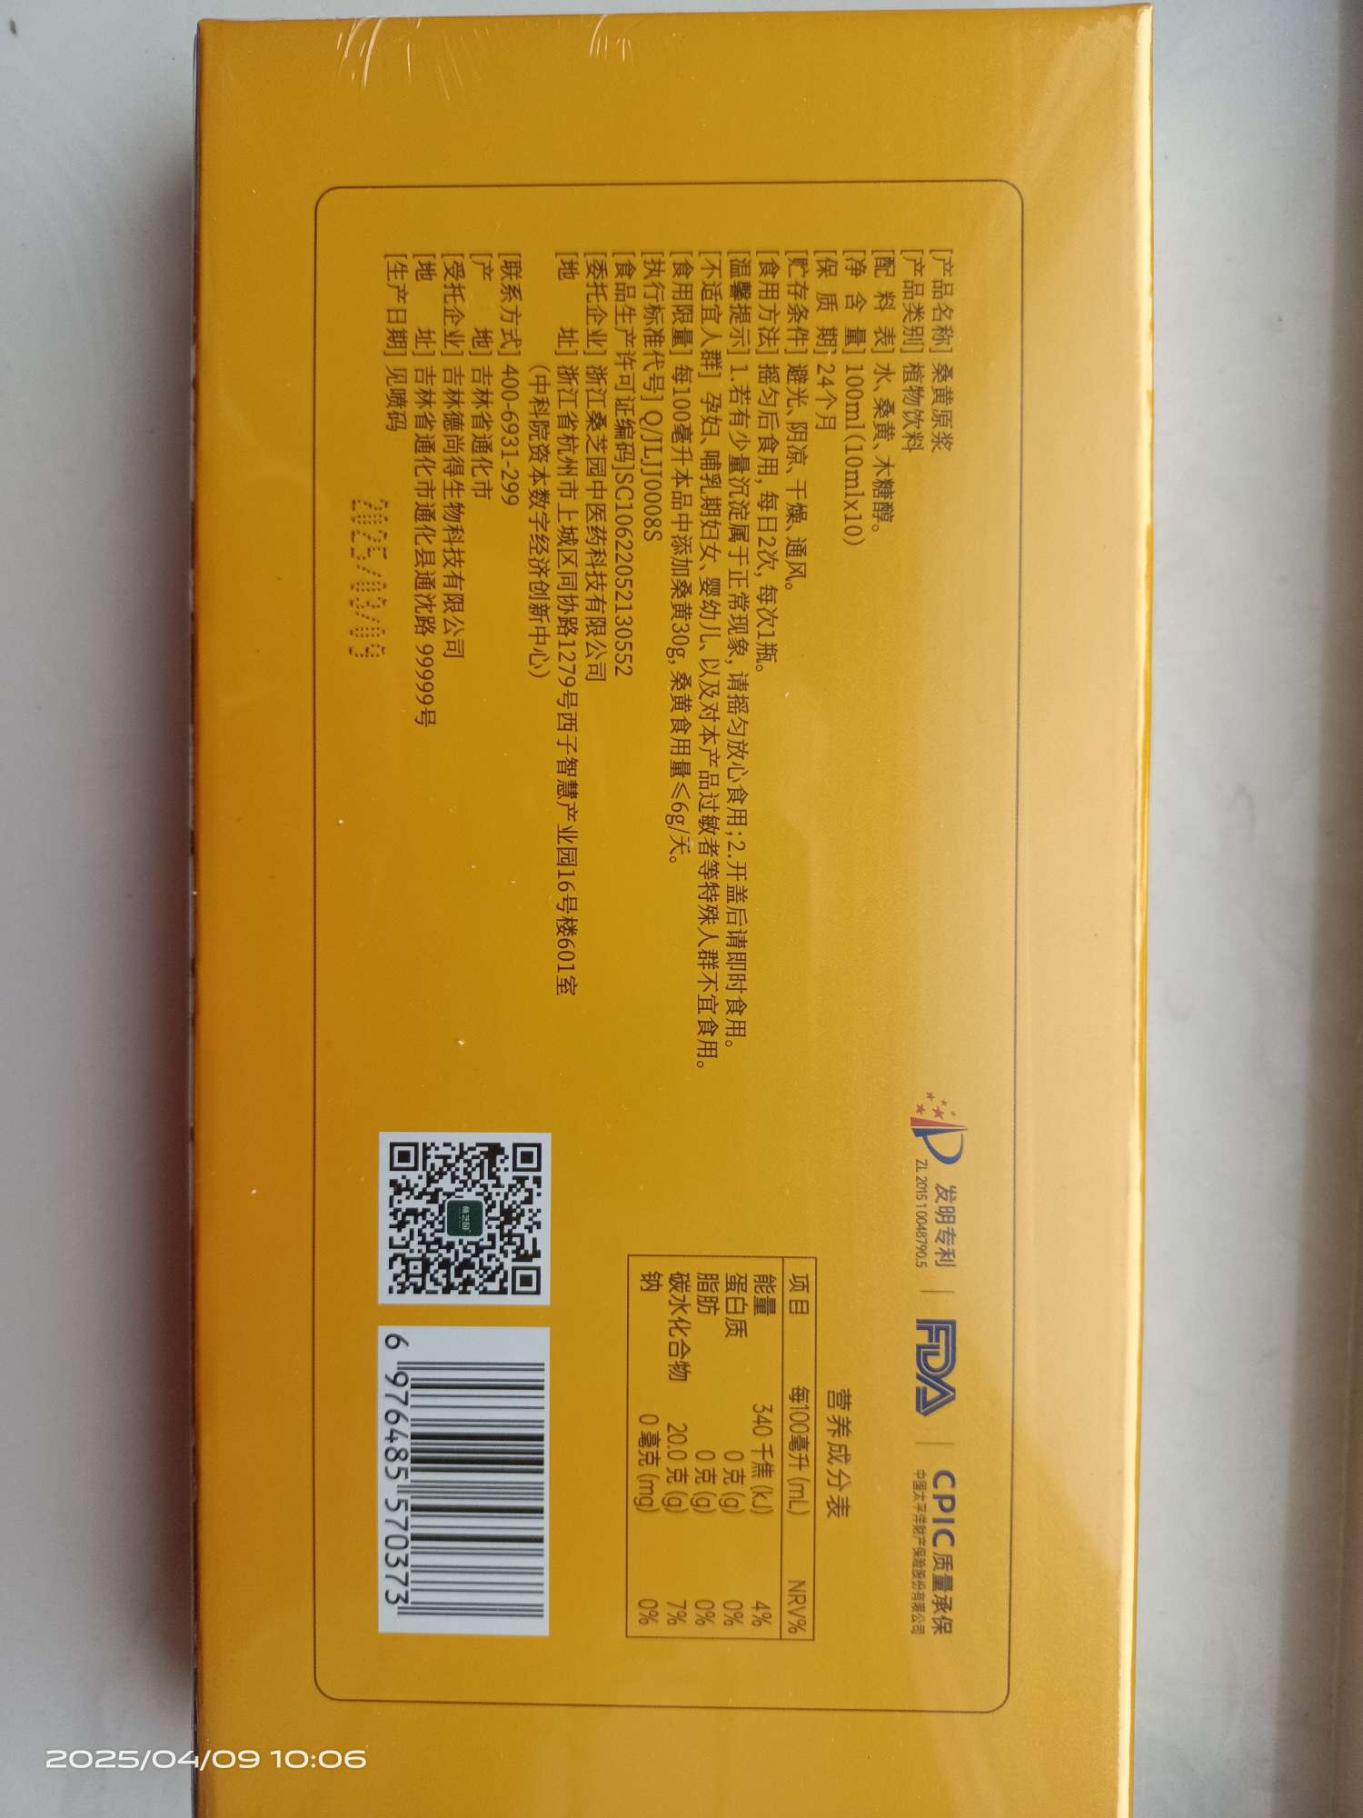 [产品名称] 桑黄原浆
[产品类别] 植物饮料
[配 料 表] 水、桑黄、木糖醇。
[净 含 量] 100ml(10mlx10)
[保 质 期] 24个月
[贮存条件] 避光、阴凉、干燥、通风。
[食用方法] 摇匀后食用, 每日2次, 每次1瓶。
[温馨提示] 1.若有少量沉淀属于正常现象, 请摇匀放心食用; 2.开盖后请即时食用。
[不适宜人群] 孕妇、哺乳期妇女、婴幼儿、以及对本产品过敏者等特殊人群不宜食用。
[食用限量] 每100毫升本品中添加桑黄30g, 桑黄食用量≤6g/天。
[执行标准代号] Q/JLJJ0008S
[食品生产许可证编码]SC10622052130552
[委托企业] 浙江桑芝园中医药科技有限公司
[地 址] 浙江省杭州市上城区同协路1279号西子智慧产业园16号楼601室
(中科院资本数字经济创新中心)
[联系方式] 400-6931-299
[产 地] 吉林省通化市
[受托企业] 吉林德尚得生物科技有限公司
[地 址] 吉林省通化市通化县通沈路 99999号
[生产日期] 见喷码
2025/03/09
发明专利 | FDA | CPIC 质量承保
ZL 2015 1 0048790.5
中国太平洋财产保险股份有限公司
营养成分表
项目 每100毫升 (mL) NRV%
能量 340 千焦 (kJ) 4%
蛋白质 0 克 (g) 0%
脂肪 0 克 (g) 0%
碳水化合物 20.0 克 (g) 7%
钠 0 毫克 (mg) 0%
桑芝园
6 976485 570373
2025/04/09 10:06